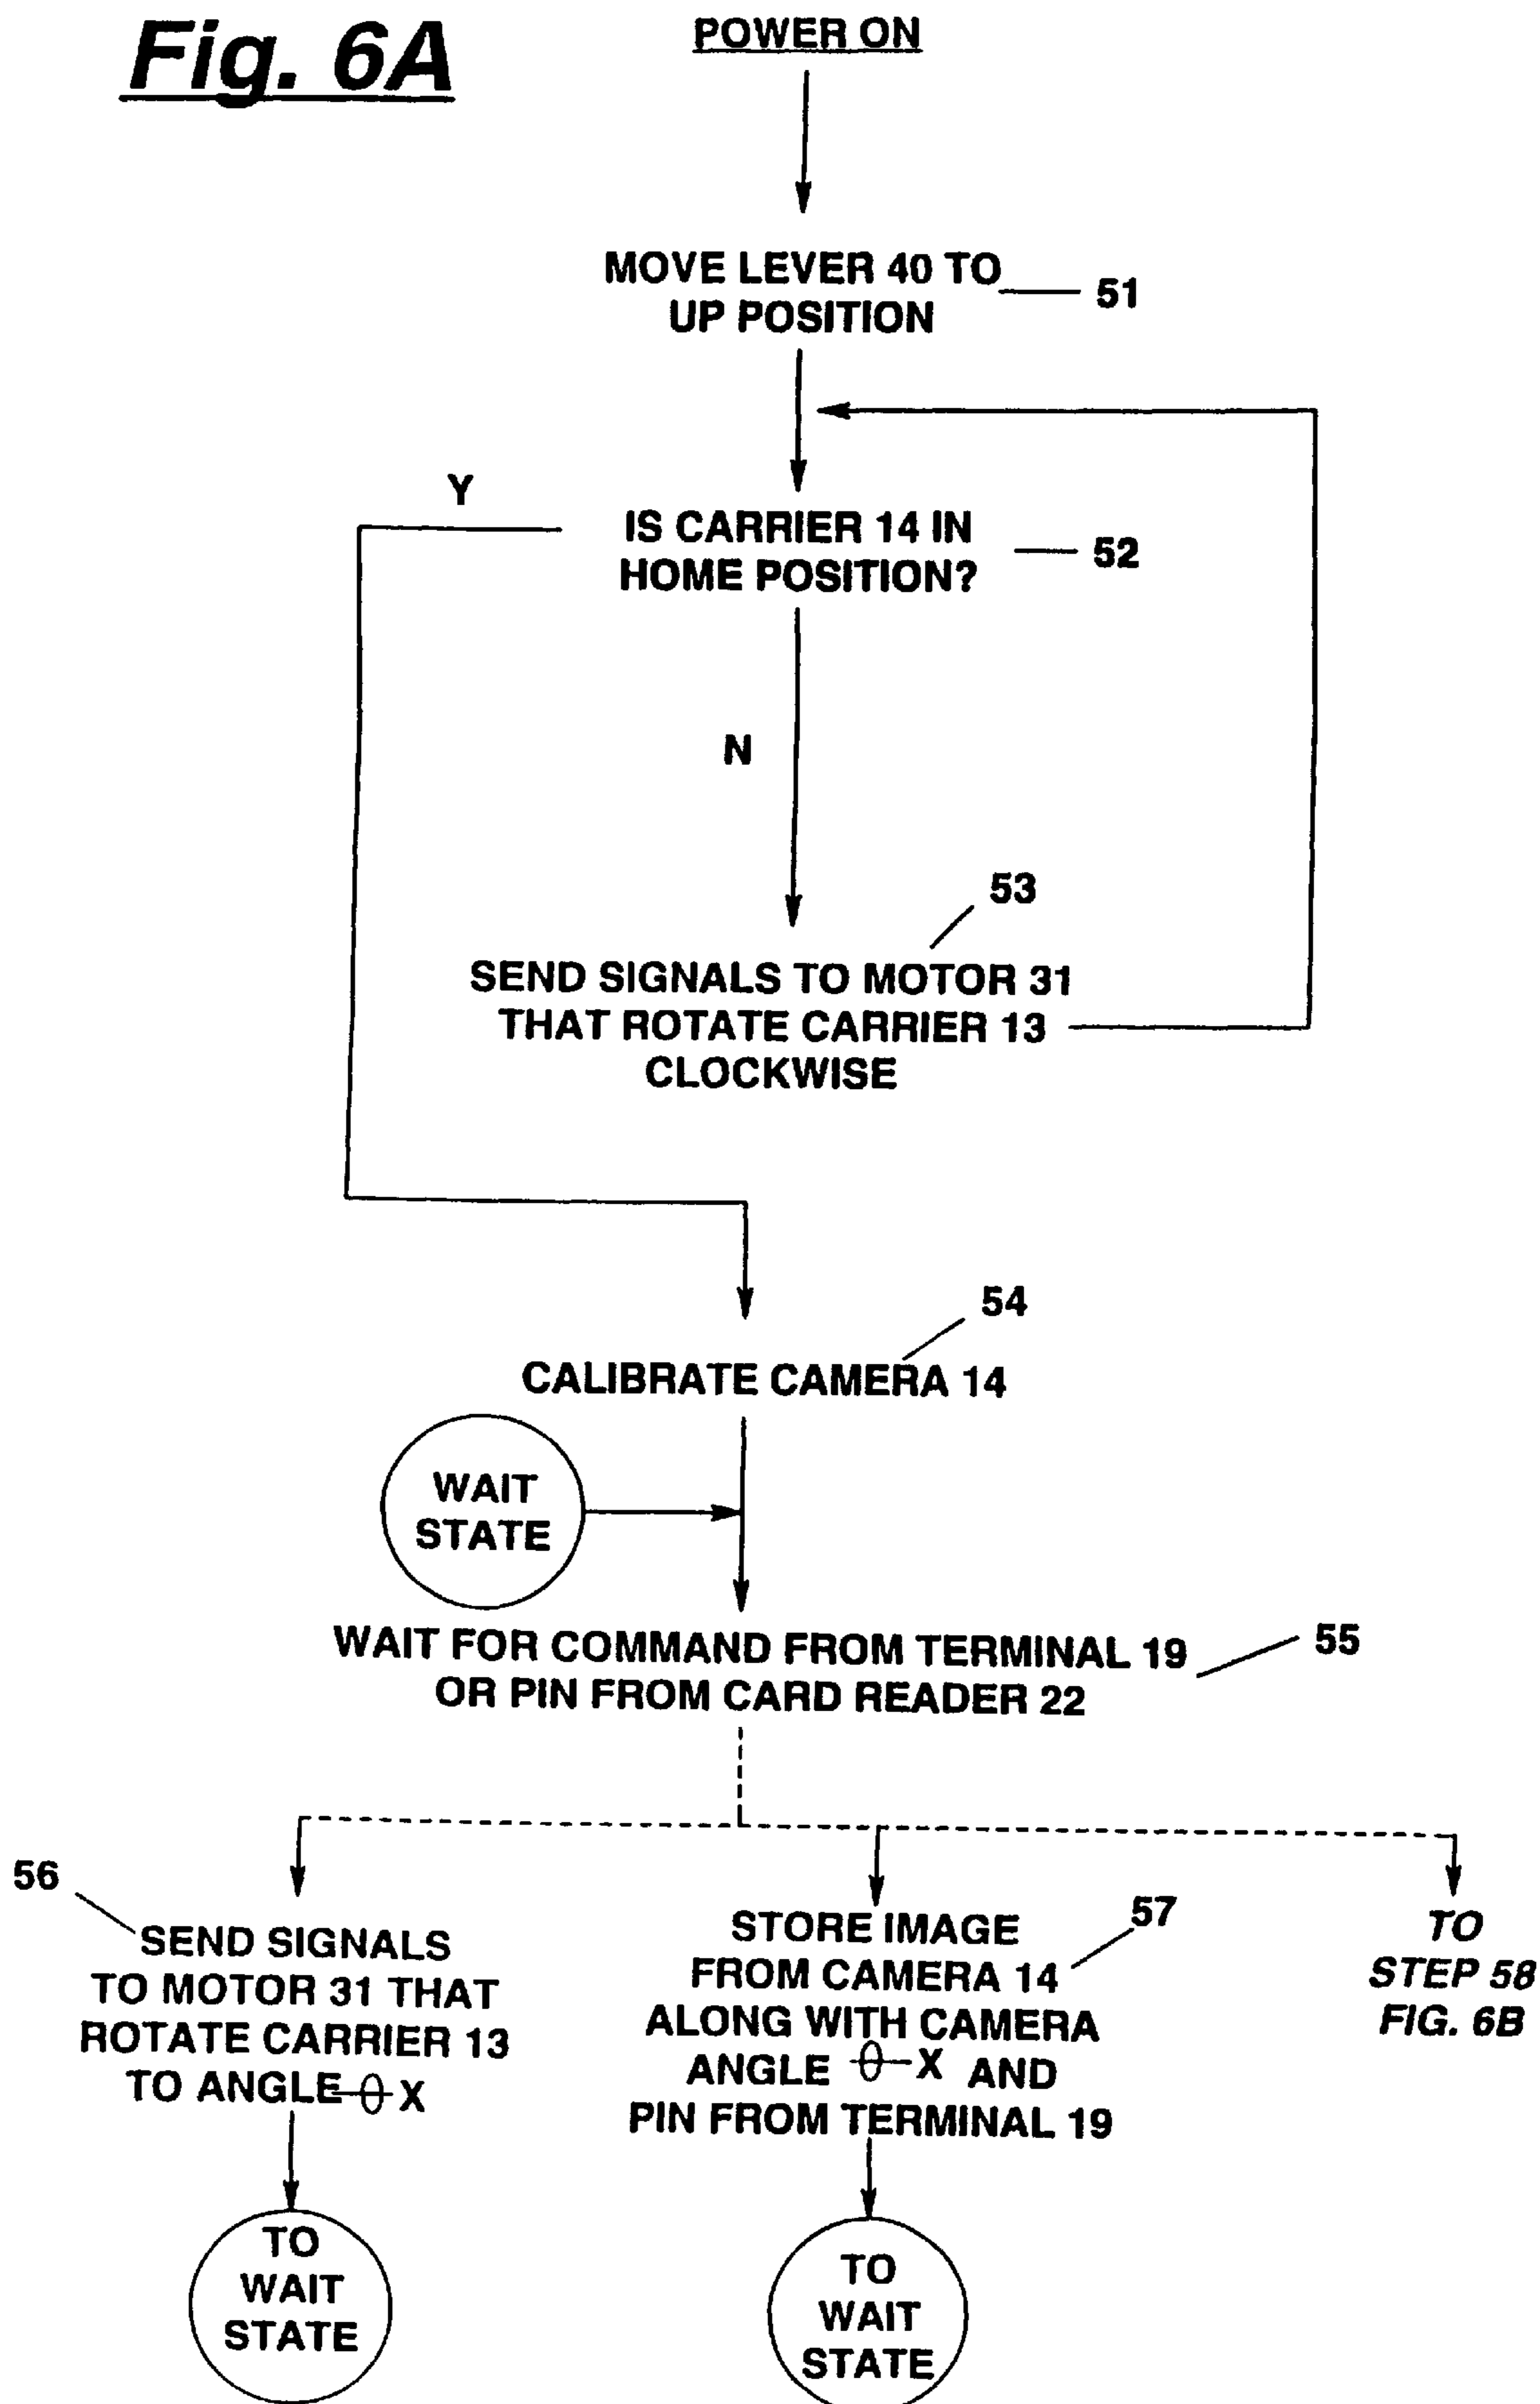 Fig. 6A
POWER ON
MOVE LEVER 40 TO
UP POSITION
51
Y
IS CARRIER 14 IN
HOME POSITION?
52
N
53
SEND SIGNALS TO MOTOR 31
THAT ROTATE CARRIER 13
CLOCKWISE
54
CALIBRATE CAMERA 14
WAIT
STATE
WAIT FOR COMMAND FROM TERMINAL 19
OR PIN FROM CARD READER 22
55
56
SEND SIGNALS
TO MOTOR 31 THAT
ROTATE CARRIER 13
TO ANGLE θ X
TO
WAIT
STATE
57
STORE IMAGE
FROM CAMERA 14
ALONG WITH CAMERA
ANGLE θ X AND
PIN FROM TERMINAL 19
TO
WAIT
STATE
TO
STEP 58
FIG. 6B